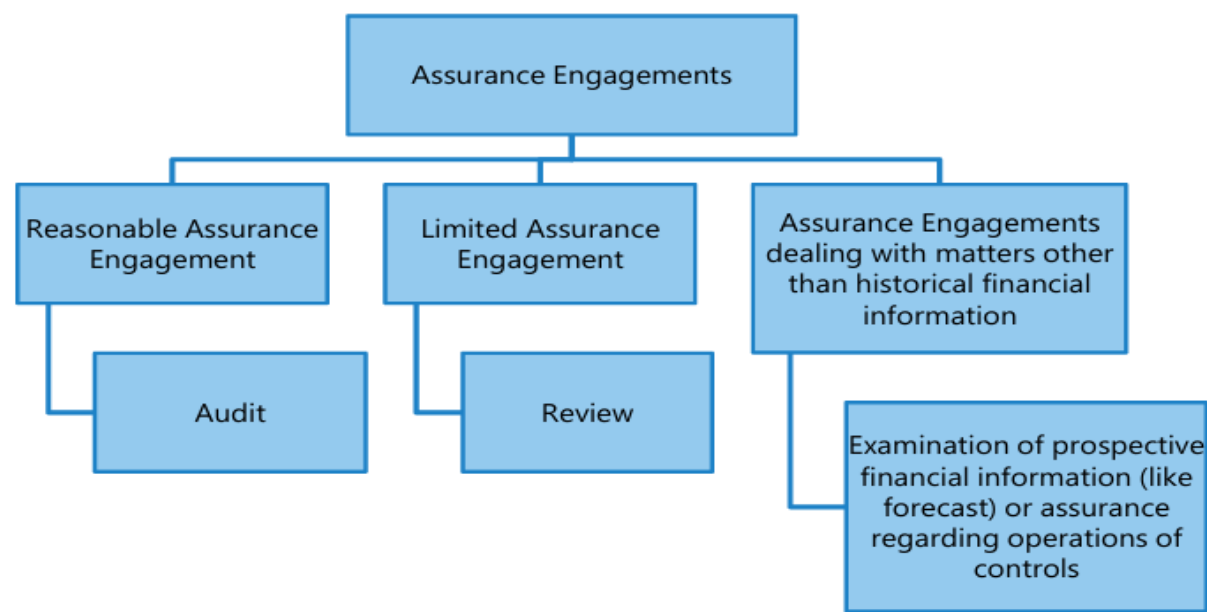 Assurance Engagements
Reasonable Assurance
Engagement
Limited Assurance
Engagement
Assurance Engagements
dealing with matters other
than historical financial
information
Audit
Review
Examination of prospective
financial information (like
forecast) or assurance
regarding operations of
controls